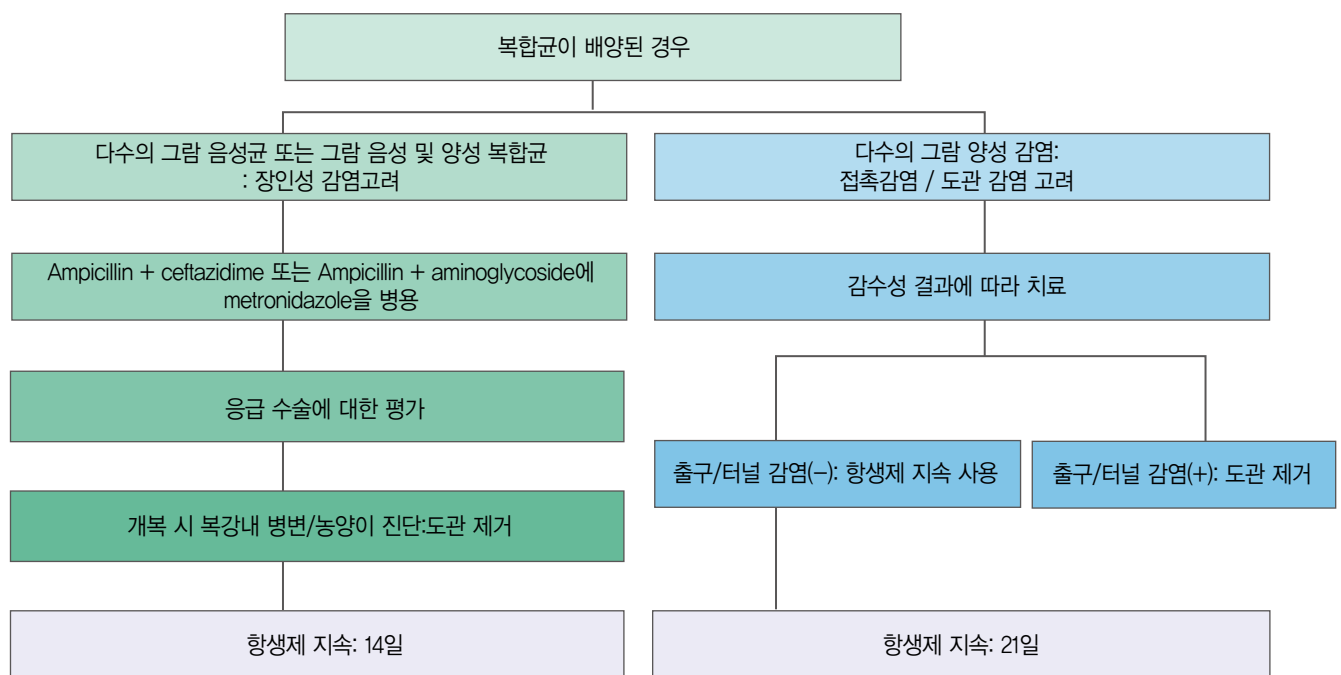 복합균이 배양된 경우
다수의 그람 음성균 또는 그람 음성 및 양성 복합균
: 장인성 감염고려
Ampicillin + ceftazidime 또는 Ampicillin + aminoglycoside에
metronidazole을 병용
응급 수술에 대한 평가
개복 시 복강내 병변/농양이 진단:도관 제거
항생제 지속: 14일
다수의 그람 양성 감염:
접촉감염 / 도관 감염 고려
감수성 결과에 따라 치료
출구/터널 감염(−): 항생제 지속 사용
출구/터널 감염(+): 도관 제거
항생제 지속: 21일